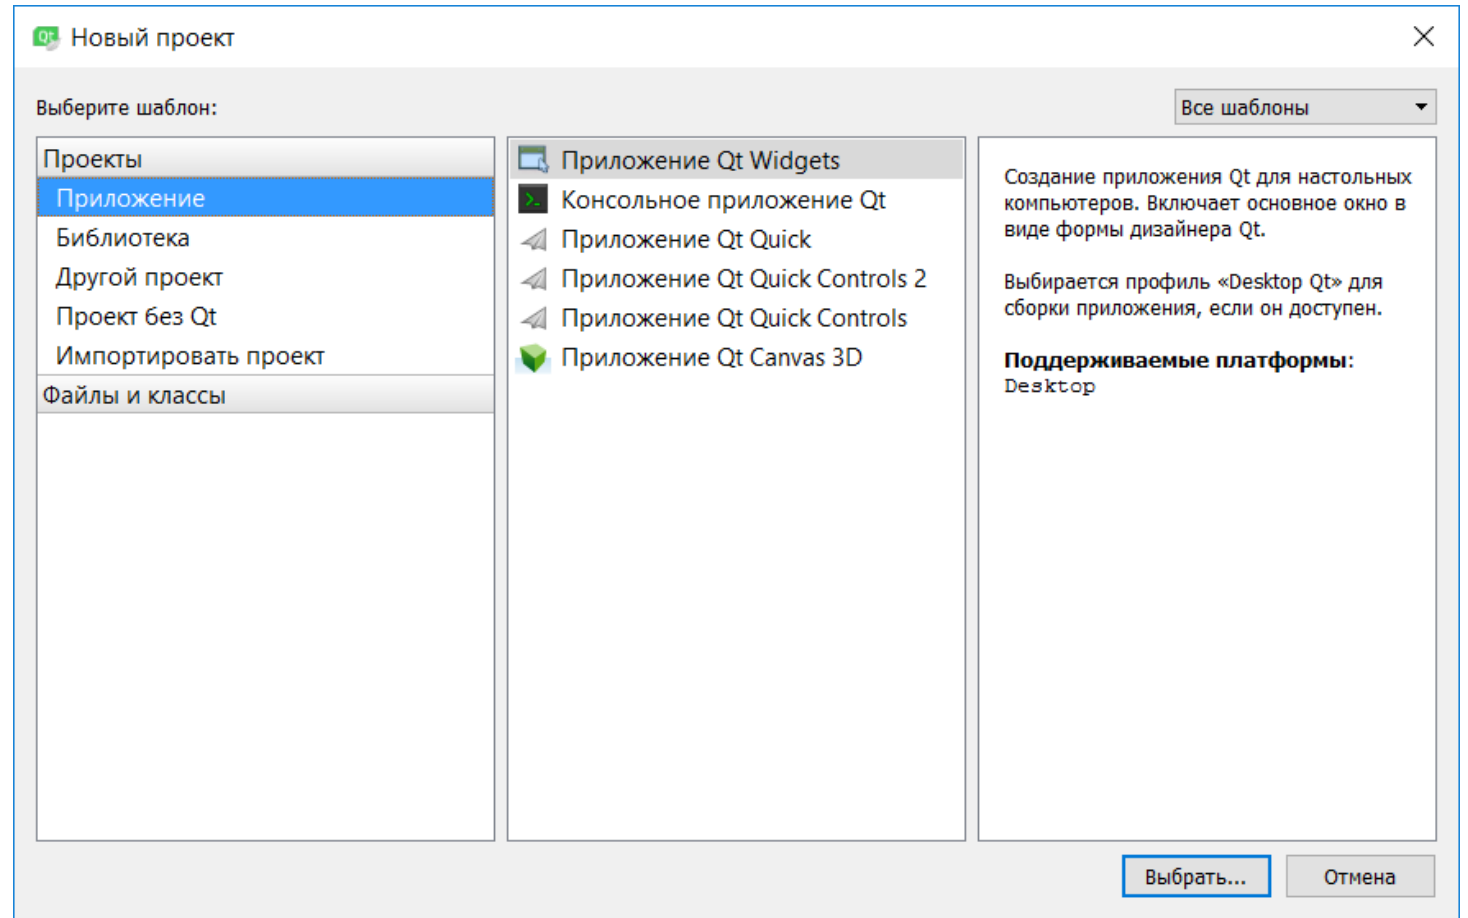 Qt Новый проект
Выберите шаблон:
Все шаблоны
Проекты
Приложение
Библиотека
Другой проект
Проект без Qt
Импортировать проект
Файлы и классы
Приложение Qt Widgets
Консольное приложение Qt
Приложение Qt Quick
Приложение Qt Quick Controls 2
Приложение Qt Quick Controls
Приложение Qt Canvas 3D
Создание приложения Qt для настольных
компьютеров. Включает основное окно в
виде формы дизайнера Qt.
Выбирается профиль «Desktop Qt» для
сборки приложения, если он доступен.
Поддерживаемые платформы:
Desktop
Выбрать...
Отмена